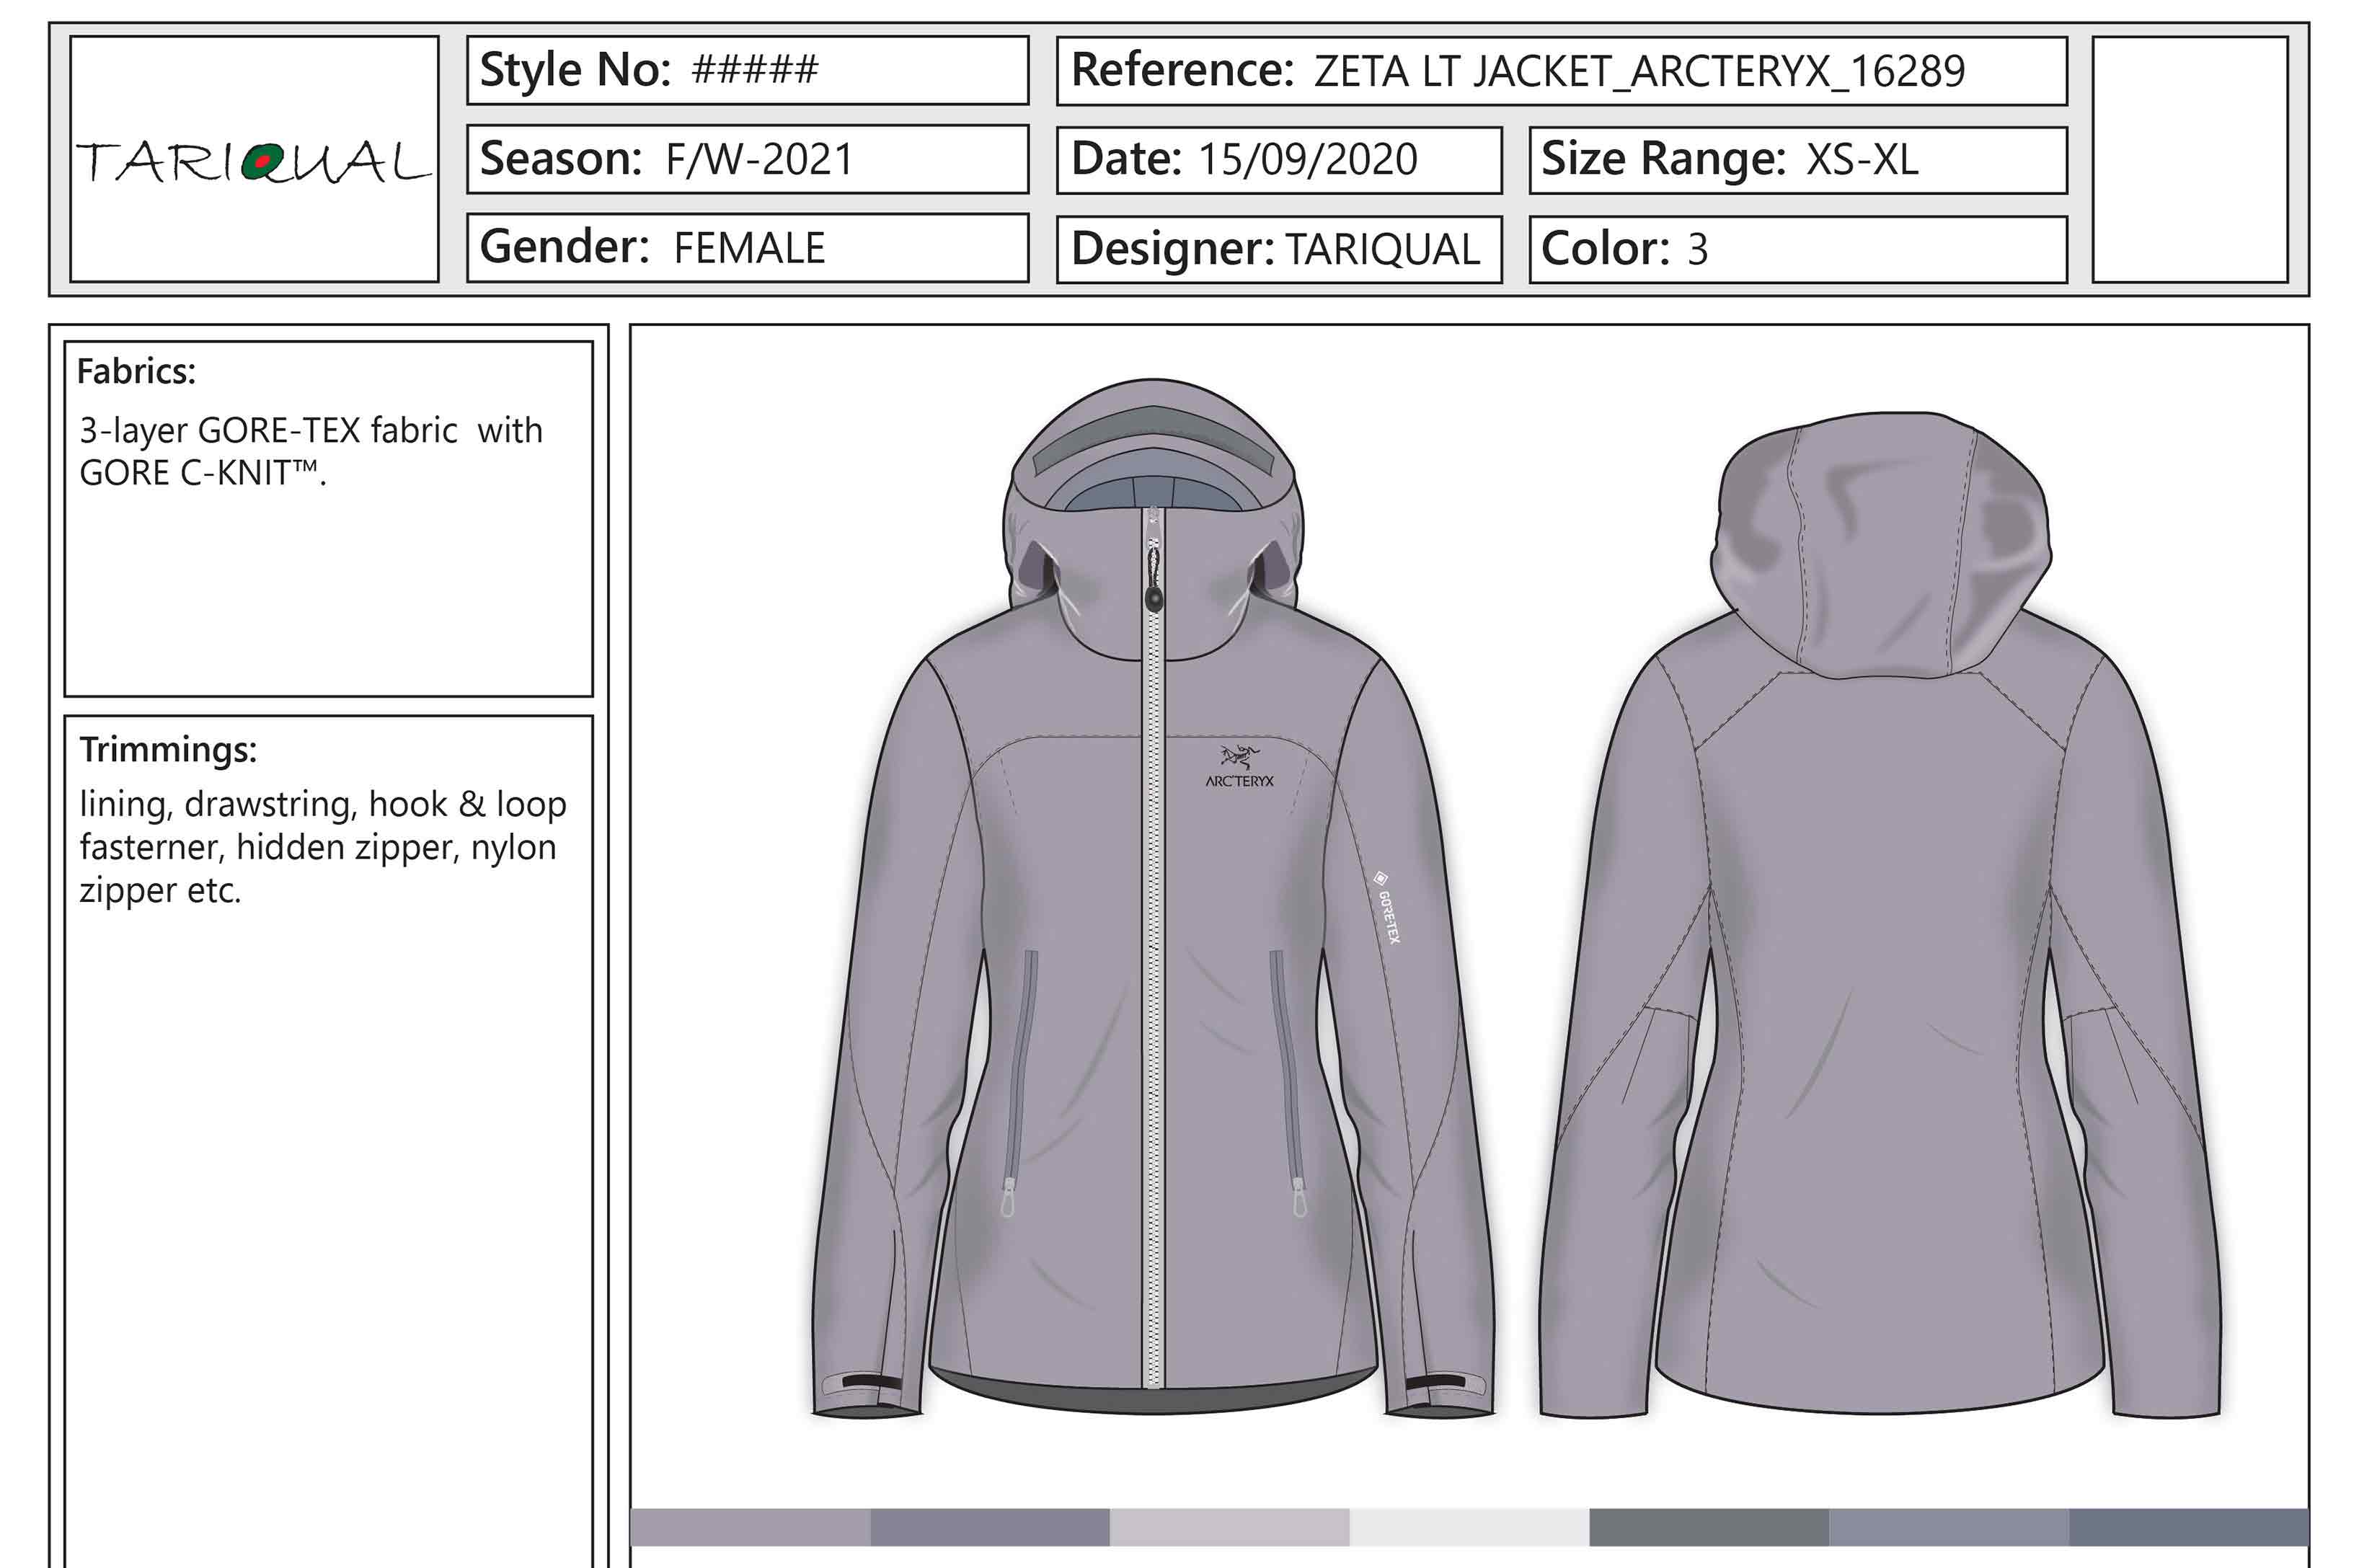 TARIQUAL
Style No: #####
Reference: ZETA LT JACKET_ARCTERYX_16289
Season: F/W-2021
Date: 15/09/2020
Size Range: XS-XL
Gender: FEMALE
Designer: TARIQUAL
Color: 3
Fabrics:
3-layer GORE-TEX fabric with
GORE C-KNIT™.
Trimmings:
lining, drawstring, hook & loop
fasterner, hidden zipper, nylon
zipper etc.
ARC'TERYX
GORE-TEX